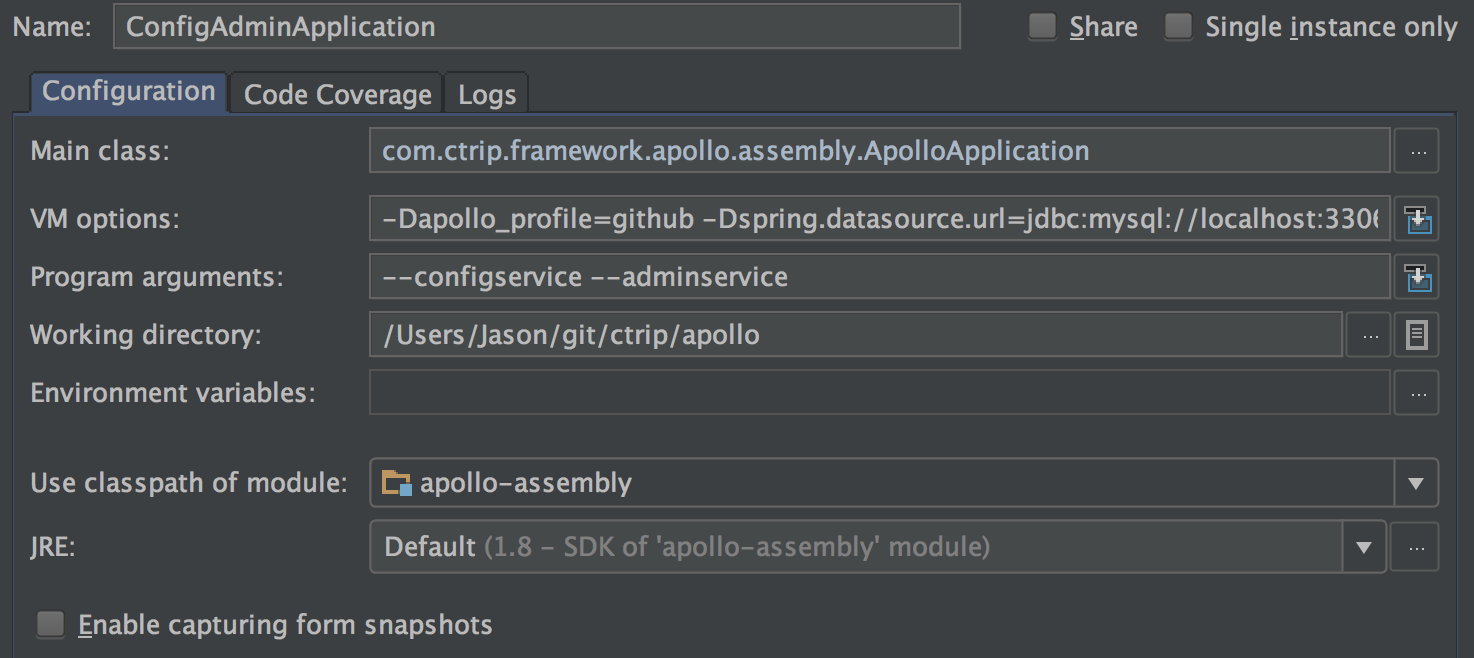 Name: ConfigAdminApplication Share Single instance only
Configuration Code Coverage Logs
Main class: com.ctrip.framework.apollo.assembly.ApolloApplication ...
VM options: -Dapollo_profile=github -Dspring.datasource.url=jdbc:mysql://localhost:3306
Program arguments: --configservice --adminservice
Working directory: /Users/Jason/git/ctrip/apollo ...
Environment variables: ...
Use classpath of module: apollo-assembly
JRE: Default (1.8 - SDK of 'apollo-assembly' module) ...
Enable capturing form snapshots